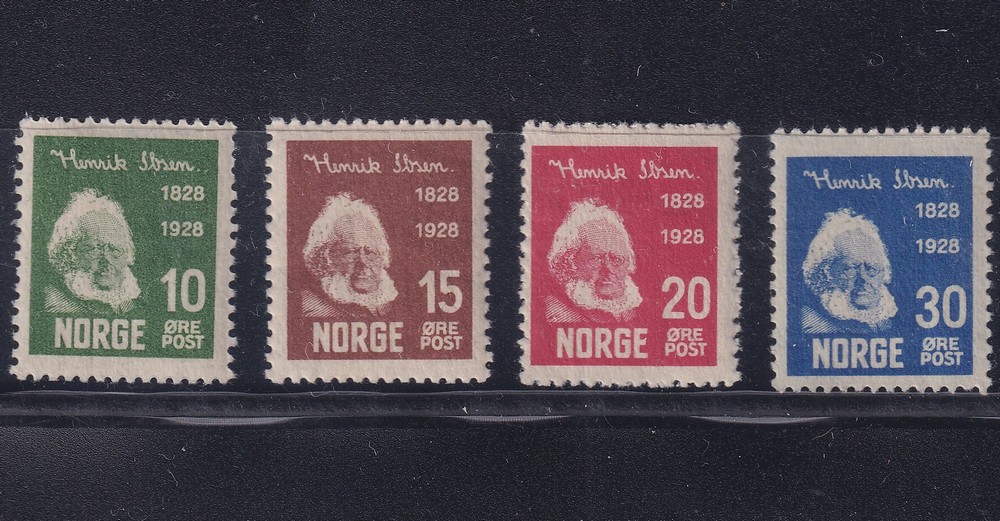 Henrik Ibsen.
1828
1928
10
NORGE ØRE POST
Henrik Ibsen.
1828
1928
15
NORGE ØRE POST
Henrik Ibsen.
1828
1928
20
NORGE ØRE POST
Henrik Ibsen.
1828
1928
30
NORGE ØRE POST